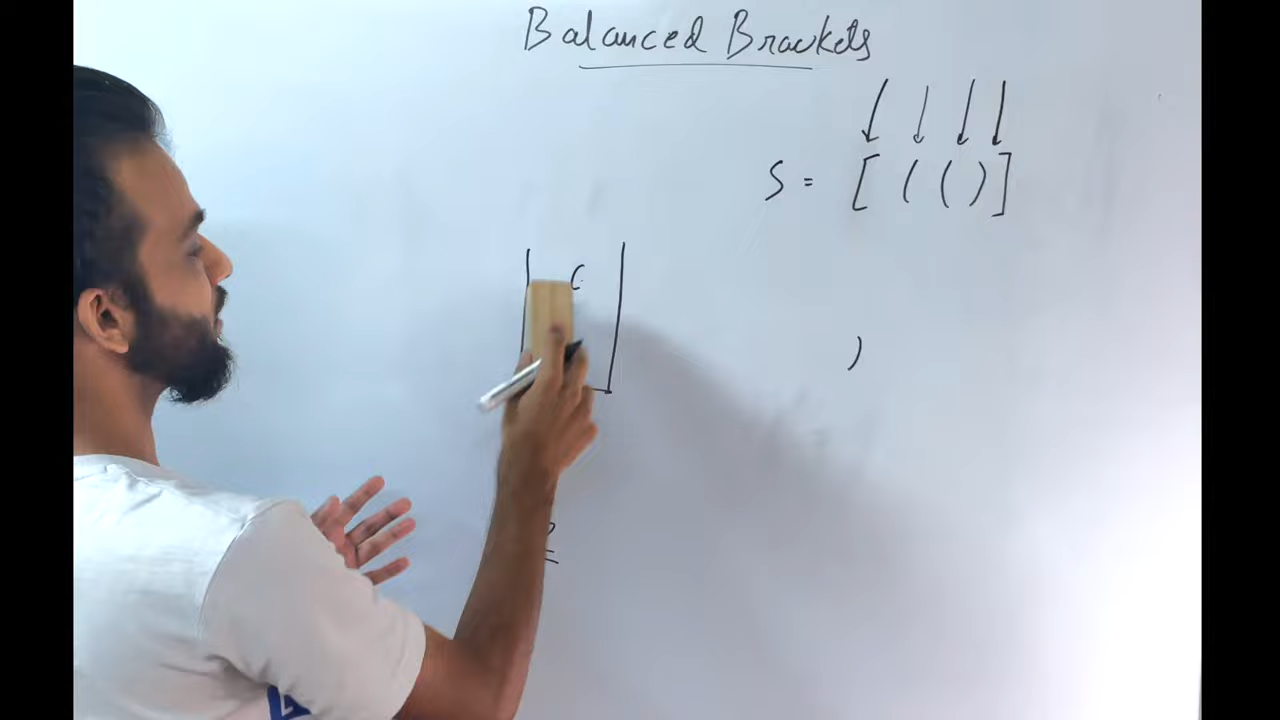 Balanced Brackets
S = [ ( ( ) ]
(
)